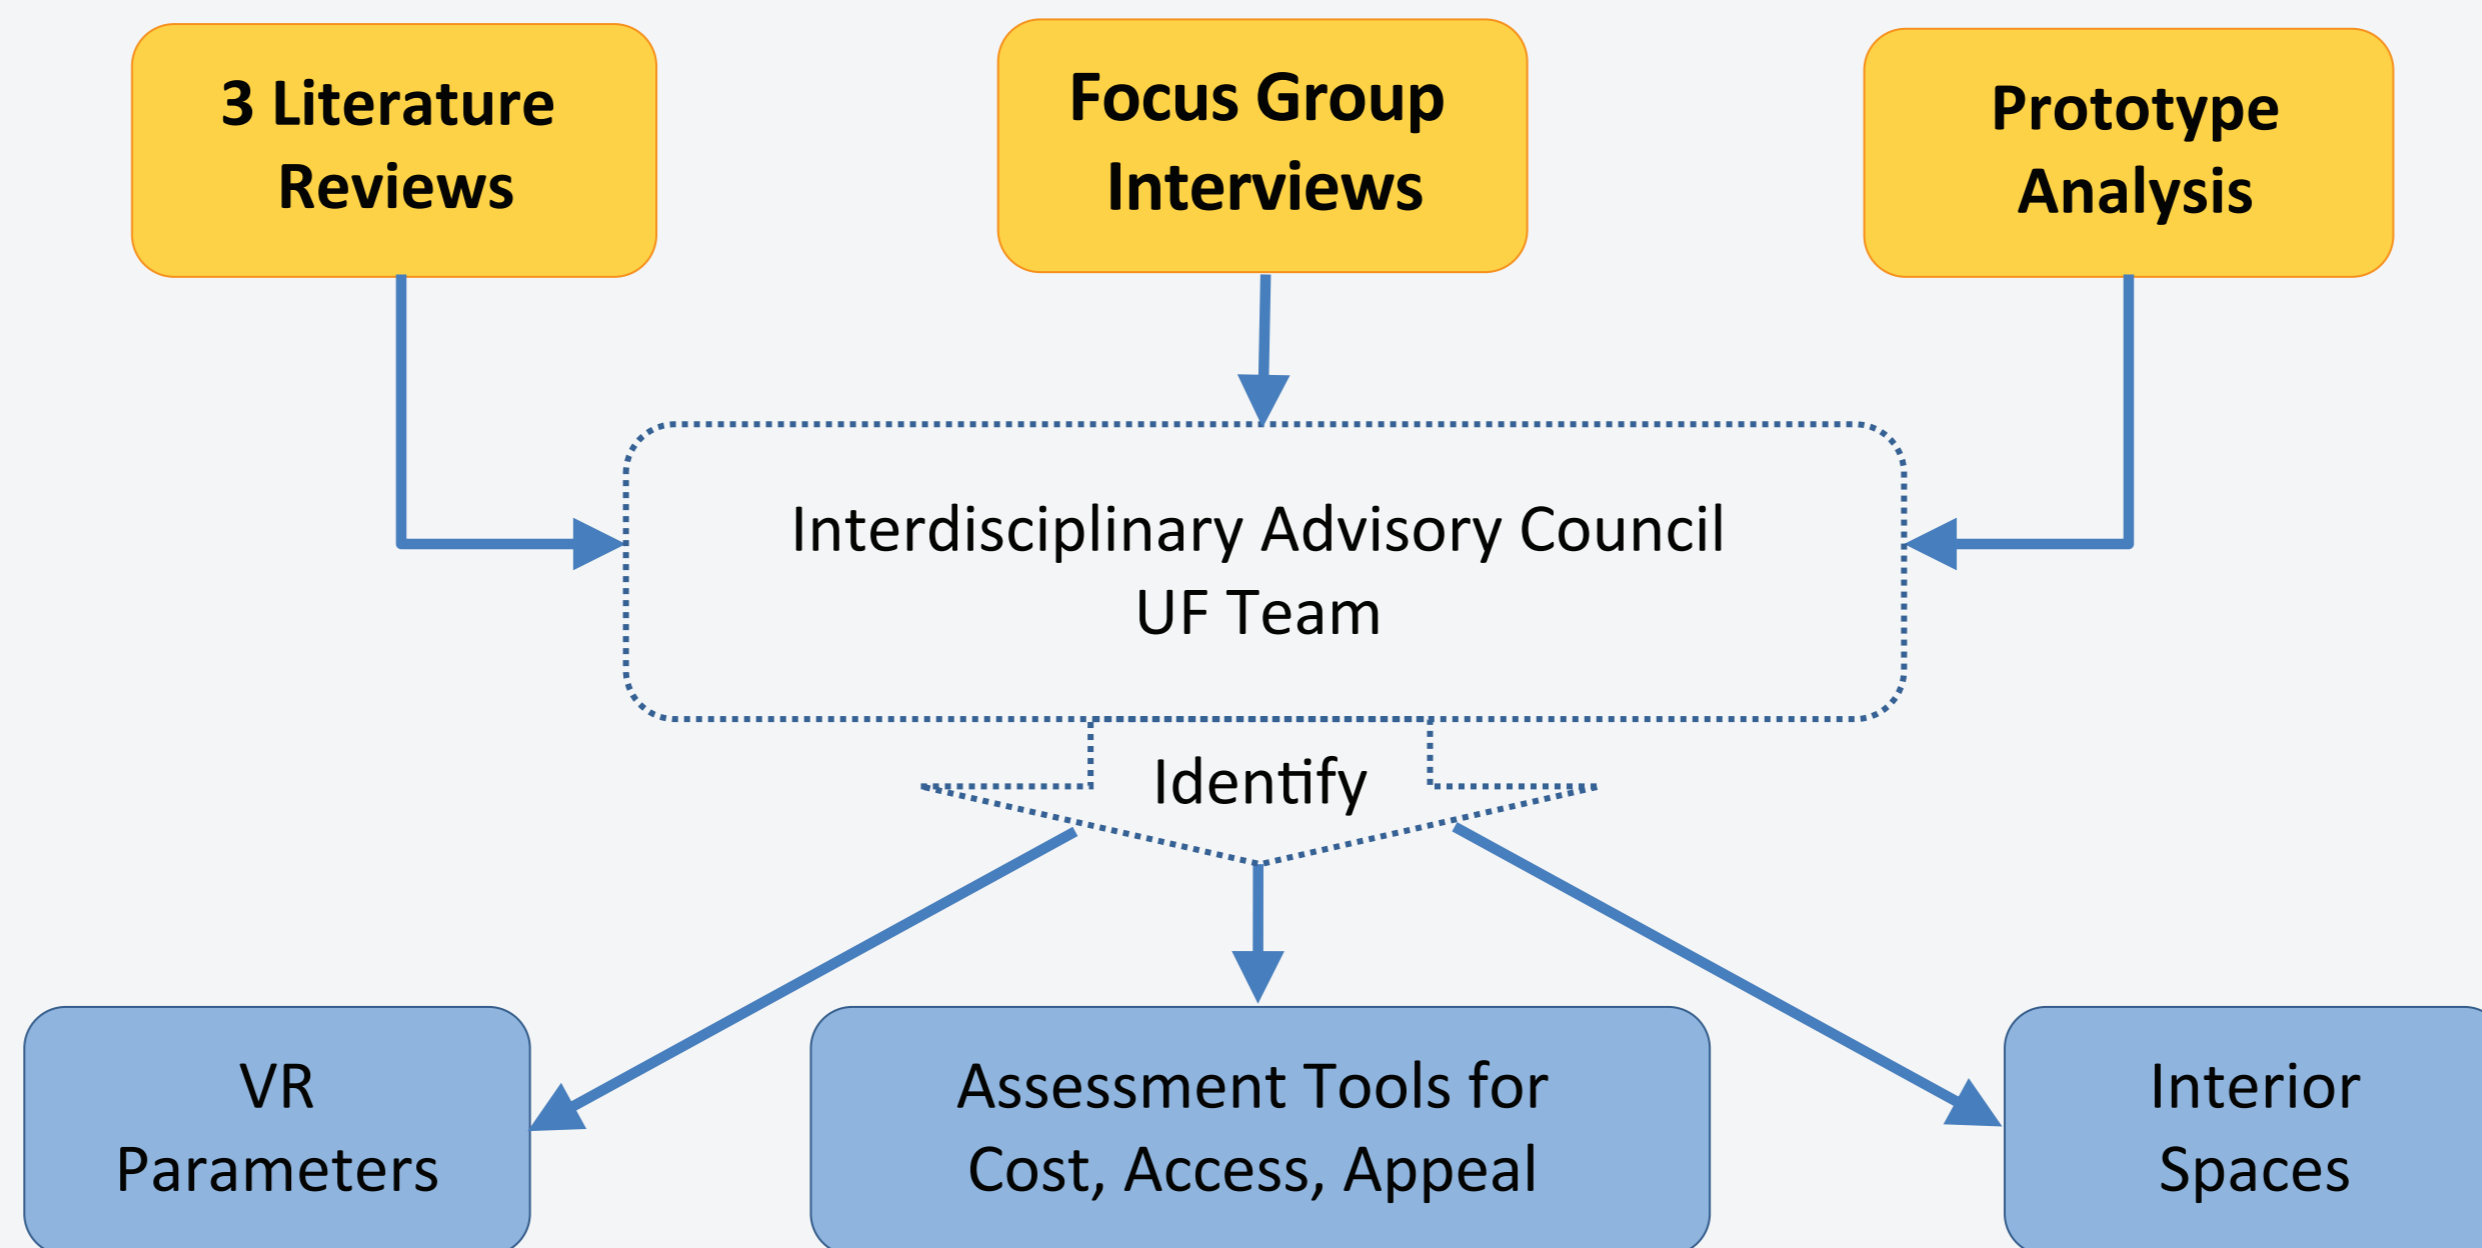 3 Literature
Reviews
Focus Group
Interviews
Prototype
Analysis
Interdisciplinary Advisory Council
UF Team
Identify
VR
Parameters
Assessment Tools for
Cost, Access, Appeal
Interior
Spaces